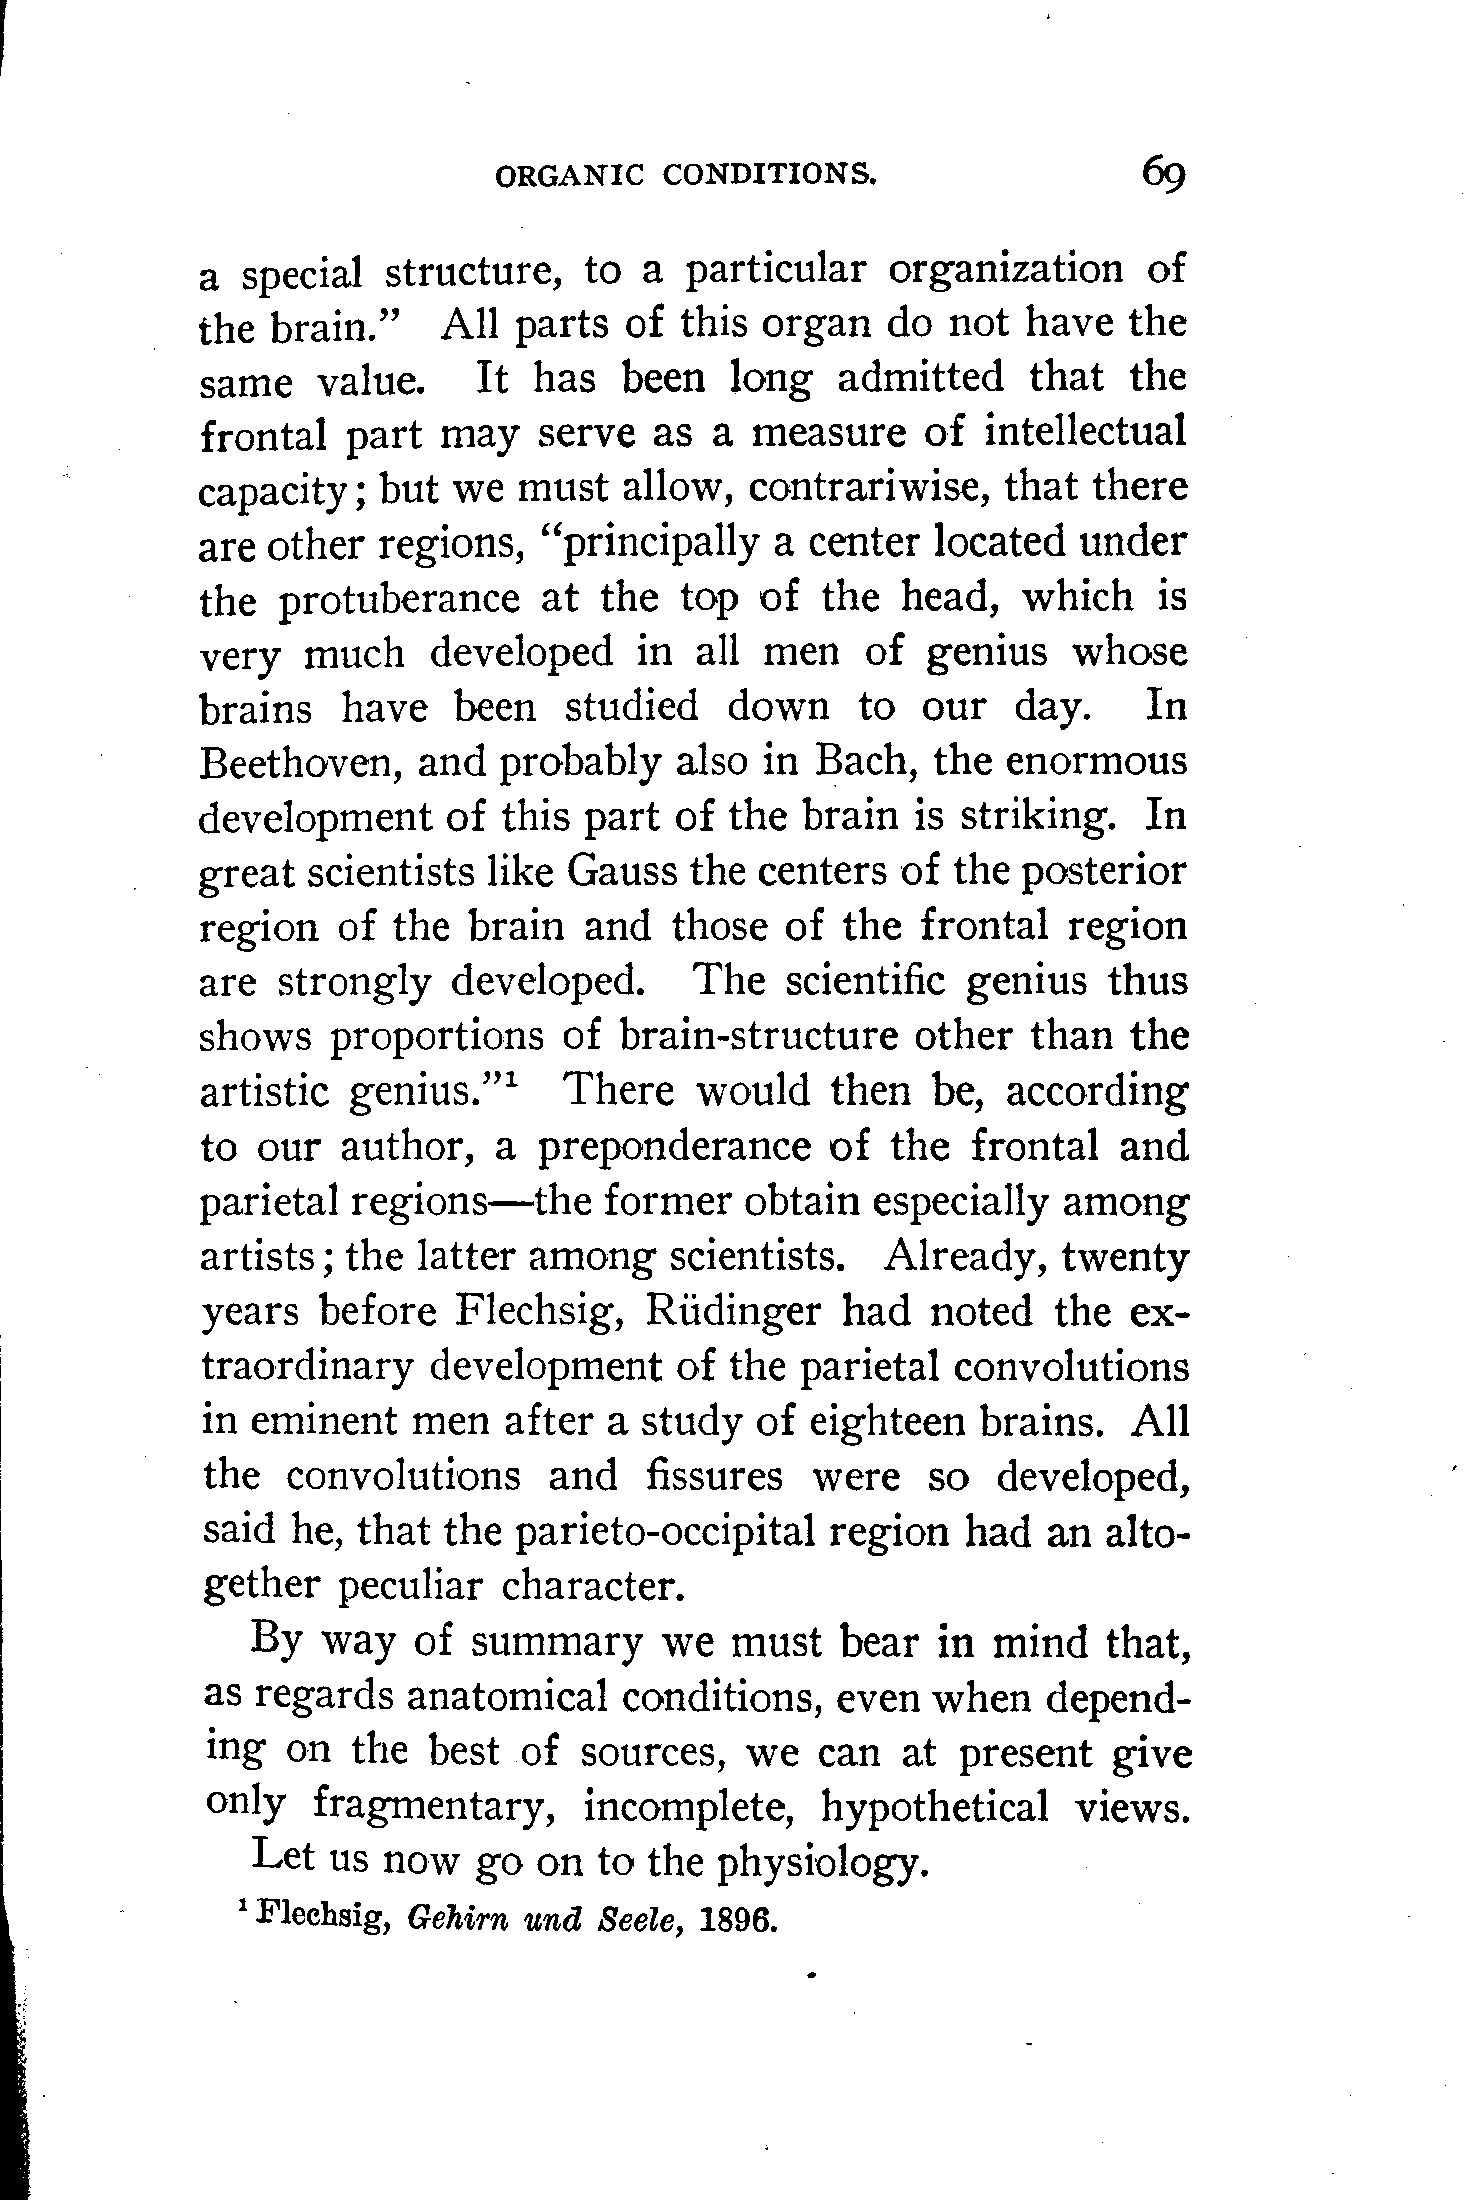 ORGANIC CONDITIONS. 69
a special structure, to a particular organization of
the brain.” All parts of this organ do not have the
same value. It has been long admitted that the
frontal part may serve as a measure of intellectual
capacity; but we must allow, contrariwise, that there
are other regions, “principally a center located under
the protuberance at the top of the head, which is
very much developed in all men of genius whose
brains have been studied down to our day. In
Beethoven, and probably also in Bach, the enormous
development of this part of the brain is striking. In
great scientists like Gauss the centers of the posterior
region of the brain and those of the frontal region
are strongly developed. The scientific genius thus
shows proportions of brain-structure other than the
artistic genius.”¹ There would then be, according
to our author, a preponderance of the frontal and
parietal regions—the former obtain especially among
artists; the latter among scientists. Already, twenty
years before Flechsig, Rüdinger had noted the ex-
traordinary development of the parietal convolutions
in eminent men after a study of eighteen brains. All
the convolutions and fissures were so developed,
said he, that the parieto-occipital region had an alto-
gether peculiar character.
By way of summary we must bear in mind that,
as regards anatomical conditions, even when depend-
ing on the best of sources, we can at present give
only fragmentary, incomplete, hypothetical views.
Let us now go on to the physiology.
¹ Flechsig, Gehirn und Seele, 1896.